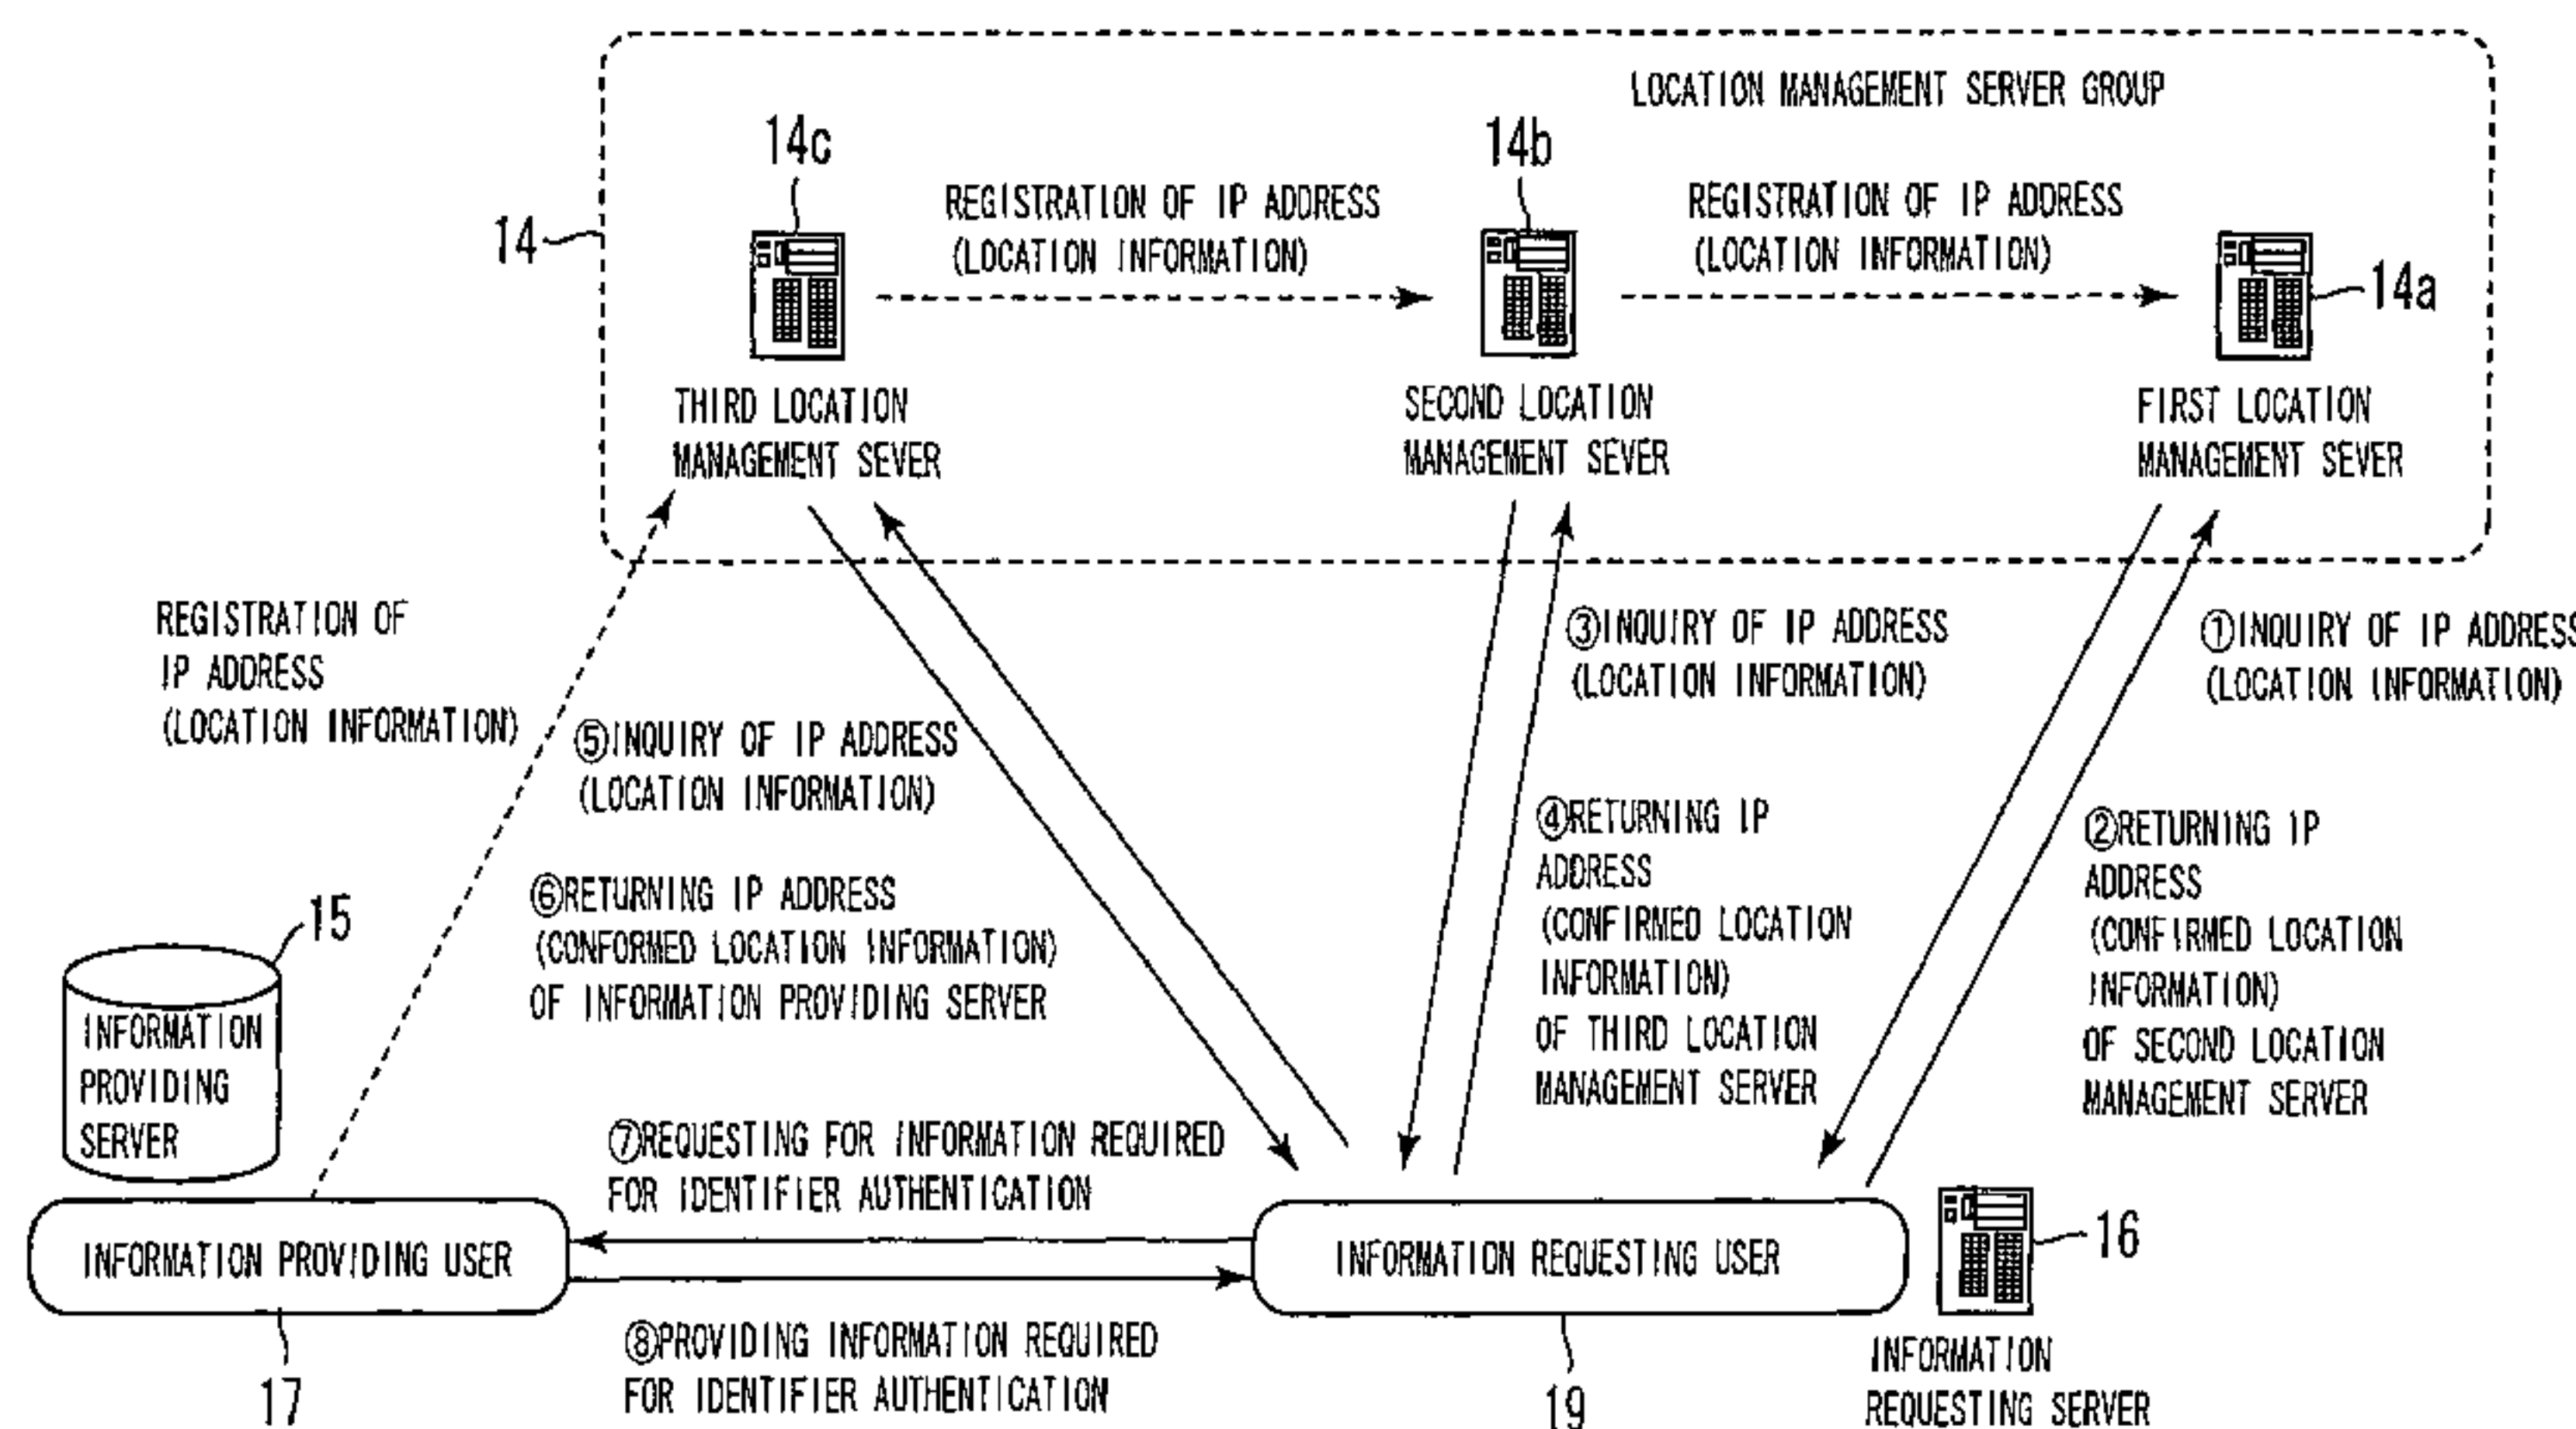 LOCATION MANAGEMENT SERVER GROUP
14c
14b
14
14a
REGISTRATION OF IP ADDRESS
(LOCATION INFORMATION)
REGISTRATION OF IP ADDRESS
(LOCATION INFORMATION)
THIRD LOCATION
MANAGEMENT SEVER
SECOND LOCATION
MANAGEMENT SEVER
FIRST LOCATION
MANAGEMENT SEVER
REGISTRATION OF
IP ADDRESS
(LOCATION INFORMATION)
⑤INQUIRY OF IP ADDRESS
(LOCATION INFORMATION)
③INQUIRY OF IP ADDRESS
(LOCATION INFORMATION)
①INQUIRY OF IP ADDRESS
(LOCATION INFORMATION)
⑥RETURNING IP ADDRESS
(CONFORMED LOCATION INFORMATION)
OF INFORMATION PROVIDING SERVER
④RETURNING IP
ADDRESS
(CONFIRMED LOCATION
INFORMATION)
OF THIRD LOCATION
MANAGEMENT SERVER
②RETURNING IP
ADDRESS
(CONFIRMED LOCATION
INFORMATION)
OF SECOND LOCATION
MANAGEMENT SERVER
15
INFORMATION
PROVIDING
SERVER
⑦REQUESTING FOR INFORMATION REQUIRED
FOR IDENTIFIER AUTHENTICATION
INFORMATION PROVIDING USER
INFORMATION REQUESTING USER
16
⑧PROVIDING INFORMATION REQUIRED
FOR IDENTIFIER AUTHENTICATION
17
19
INFORMATION
REQUESTING SERVER